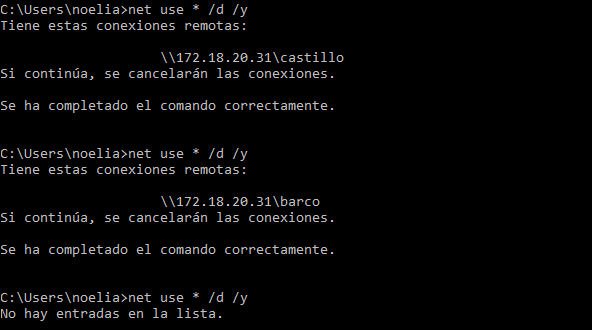 C:\Users\noelia>net use * /d /y
Tiene estas conexiones remotas:
\\172.18.20.31\castillo
Si continúa, se cancelarán las conexiones.
Se ha completado el comando correctamente.
C:\Users\noelia>net use * /d /y
Tiene estas conexiones remotas:
\\172.18.20.31\barco
Si continúa, se cancelarán las conexiones.
Se ha completado el comando correctamente.
C:\Users\noelia>net use * /d /y
No hay entradas en la lista.